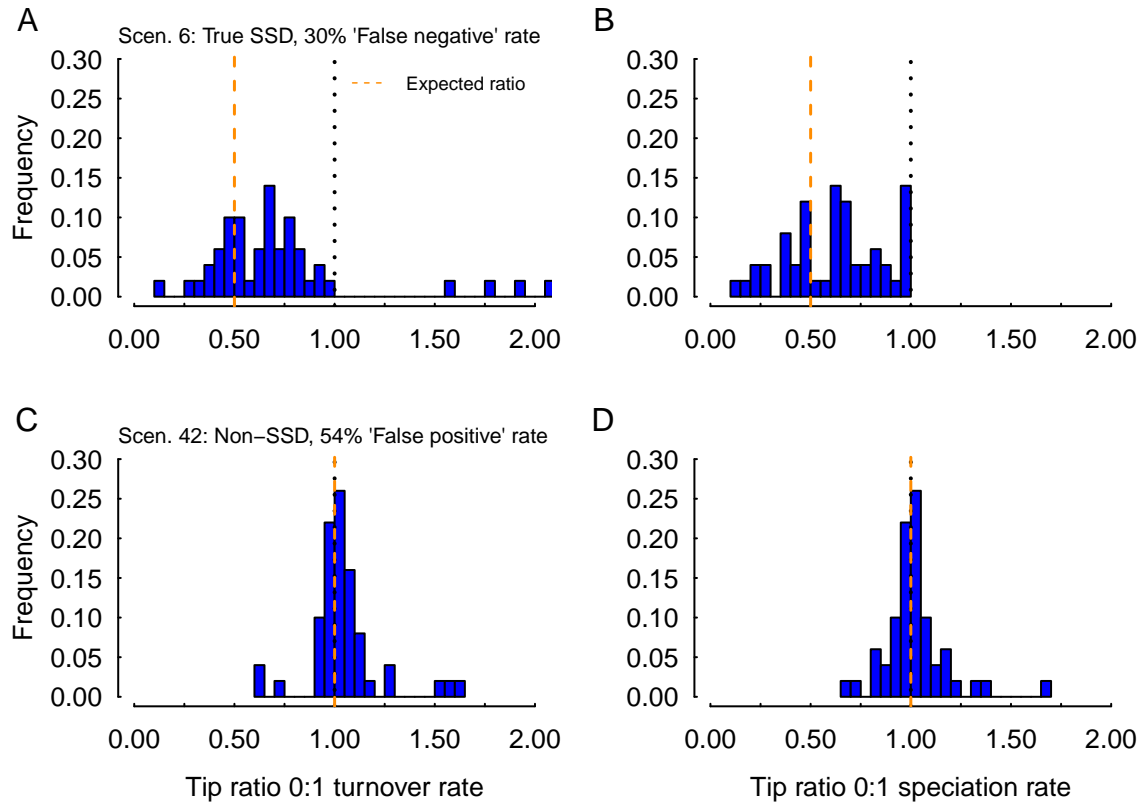 A
B
Scen. 6: True SSD, 30% 'False negative' rate
Expected ratio
Frequency
0.30
0.25
0.20
0.15
0.10
0.05
0.00
0.00 0.50 1.00 1.50 2.00
0.30
0.25
0.20
0.15
0.10
0.05
0.00
0.00 0.50 1.00 1.50 2.00
C
D
Scen. 42: Non−SSD, 54% 'False positive' rate
Frequency
0.30
0.25
0.20
0.15
0.10
0.05
0.00
0.00 0.50 1.00 1.50 2.00
Tip ratio 0:1 turnover rate
0.30
0.25
0.20
0.15
0.10
0.05
0.00
0.00 0.50 1.00 1.50 2.00
Tip ratio 0:1 speciation rate